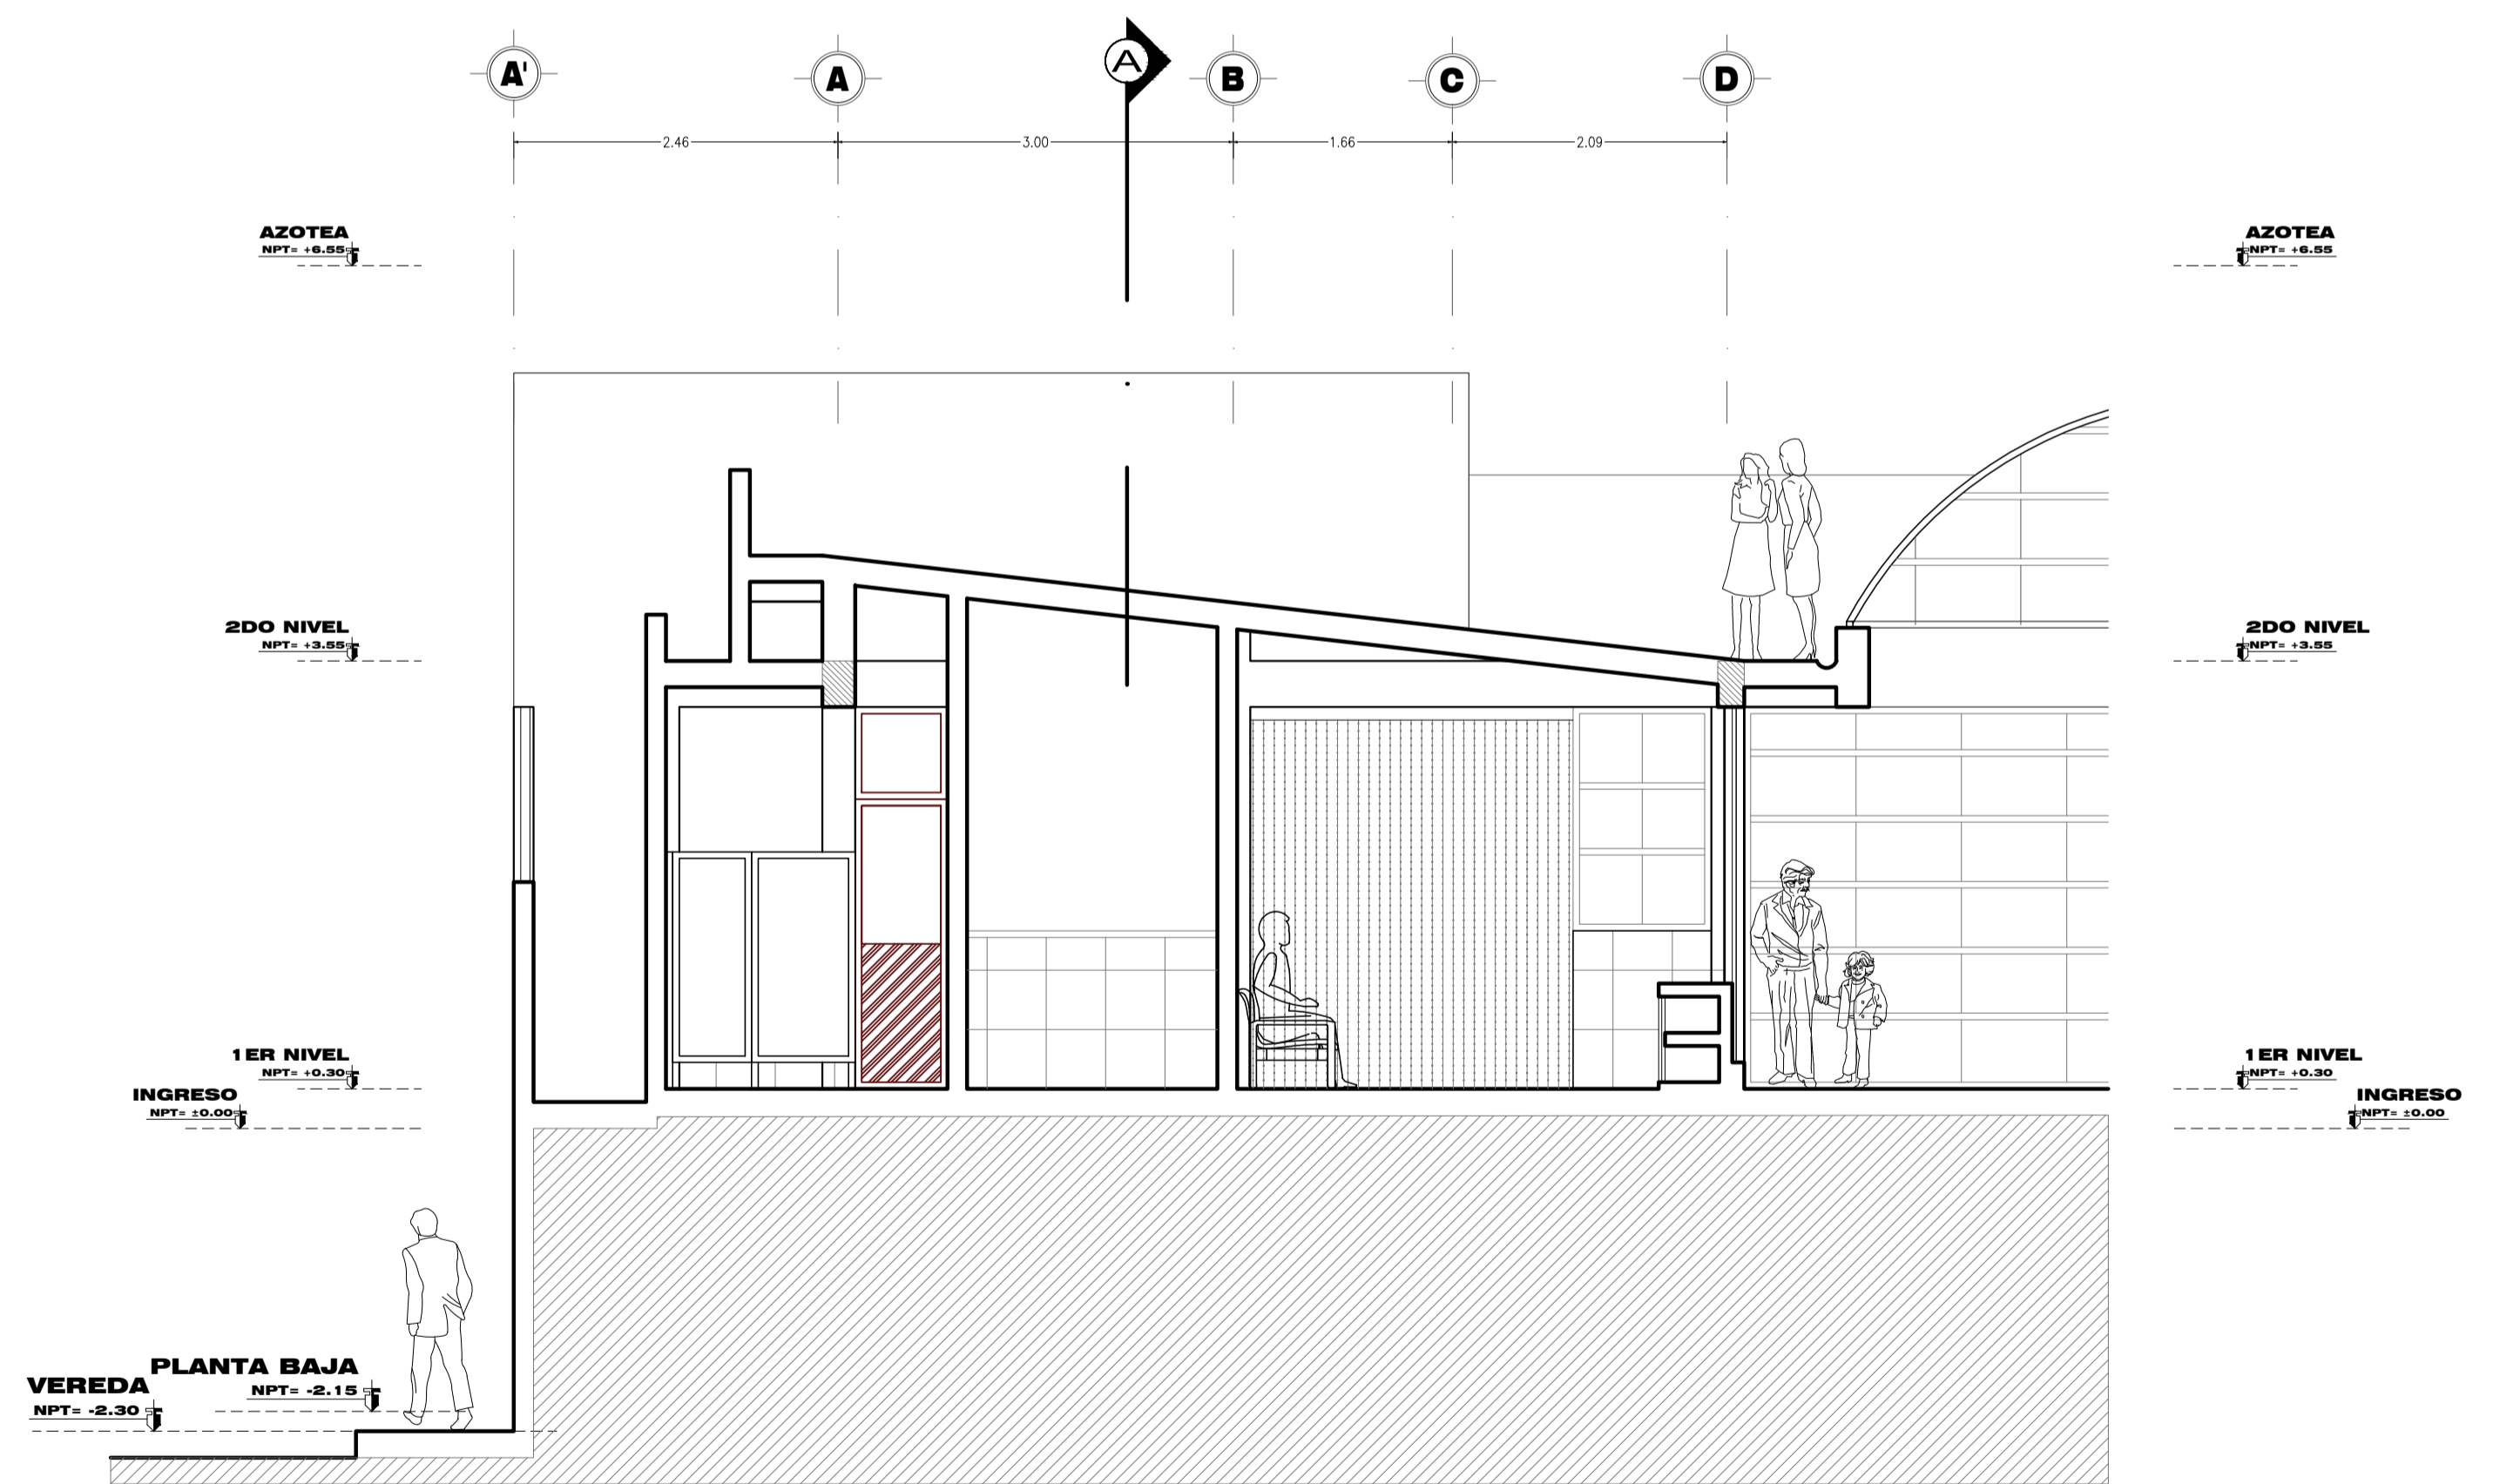 A' A A B C D
2.46 3.00 1.66 2.09
AZOTEA
NPT= +6.55
AZOTEA
NPT= +6.55
2DO NIVEL
NPT= +3.55
2DO NIVEL
NPT= +3.55
1ER NIVEL
NPT= +0.30
1ER NIVEL
NPT= +0.30
INGRESO
NPT= ±0.00
INGRESO
NPT= ±0.00
PLANTA BAJA
NPT= -2.15
VEREDA
NPT= -2.30